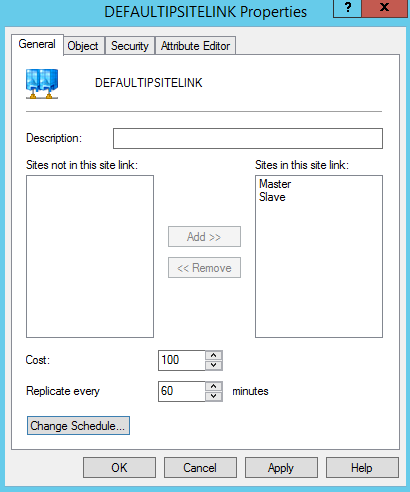 DEFAULTIPSITELINK Properties
? x
General Object Security Attribute Editor
DEFAULTIPSITELINK
Description:
Sites not in this site link: Sites in this site link:
Master
Slave
Add >>
<< Remove
Cost: 100
Replicate every 60 minutes
Change Schedule...
OK Cancel Apply Help